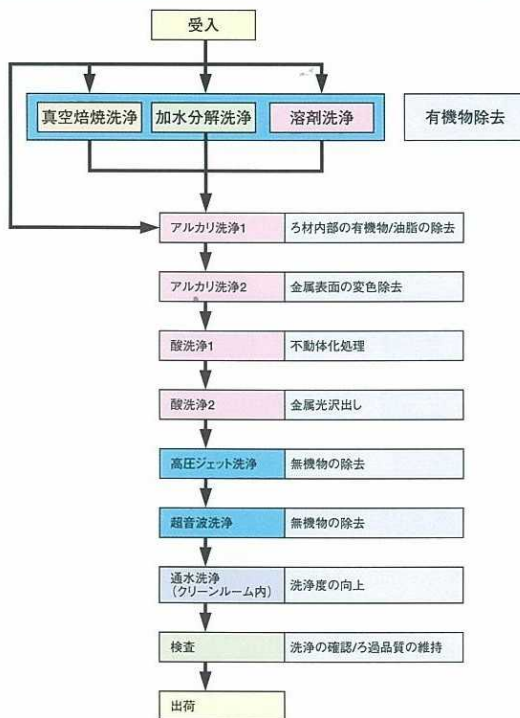 受入
真空焙焼洗浄
加水分解洗浄
溶剤洗浄
有機物除去
アルカリ洗浄1
ろ材内部の有機物/油脂の除去
アルカリ洗浄2
金属表面の変色除去
酸洗浄1
不動体化処理
酸洗浄2
金属光沢出し
高圧ジェット洗浄
無機物の除去
超音波洗浄
無機物の除去
通水洗浄
(クリーンルーム内)
洗浄度の向上
検査
洗浄の確認/ろ過品質の維持
出荷